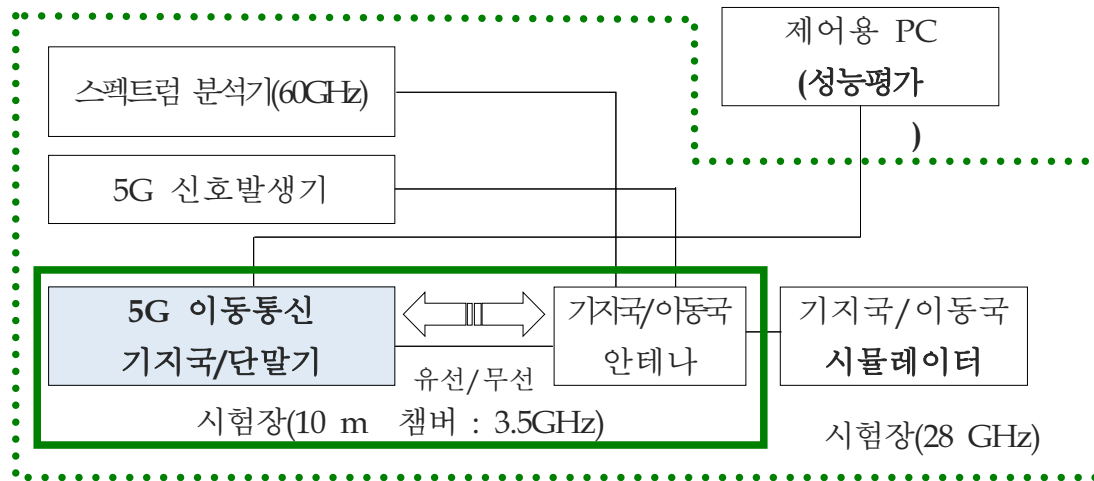 제어용 PC
(성능평가
)
스펙트럼 분석기(60GHz)
5G 신호발생기
5G 이동통신
기지국/단말기
유선/무선
기지국/이동국
안테나
기지국/이동국
시뮬레이터
시험장(10 m 챔버 : 3.5GHz)
시험장(28 GHz)